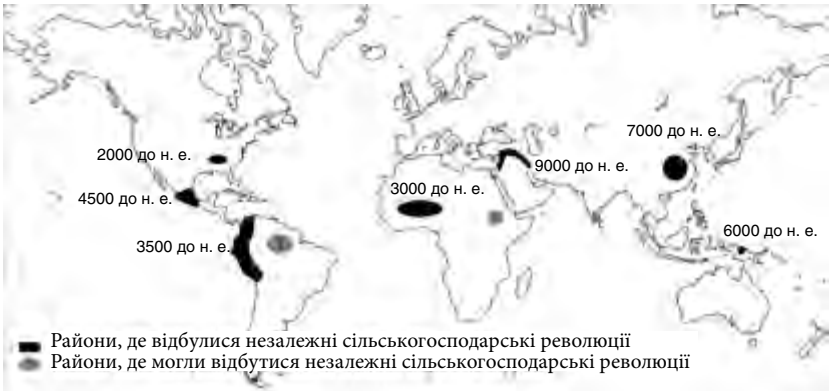 7000 до н. е.
2000 до н. е.
9000 до н. е.
4500 до н. е.
3000 до н. е.
6000 до н. е.
3500 до н. е.
Райони, де відбулися незалежні сільськогосподарські революції
Райони, де могли відбутися незалежні сільськогосподарські революції